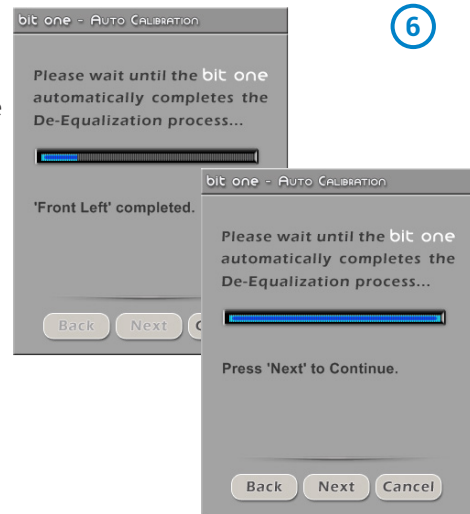 6
bit one - Auto Calibration
Please wait until the bit one
automatically completes the
De-Equalization process...
'Front Left' completed.
Back Next
bit one - Auto Calibration
Please wait until the bit one
automatically completes the
De-Equalization process...
Press 'Next' to Continue.
Back Next Cancel